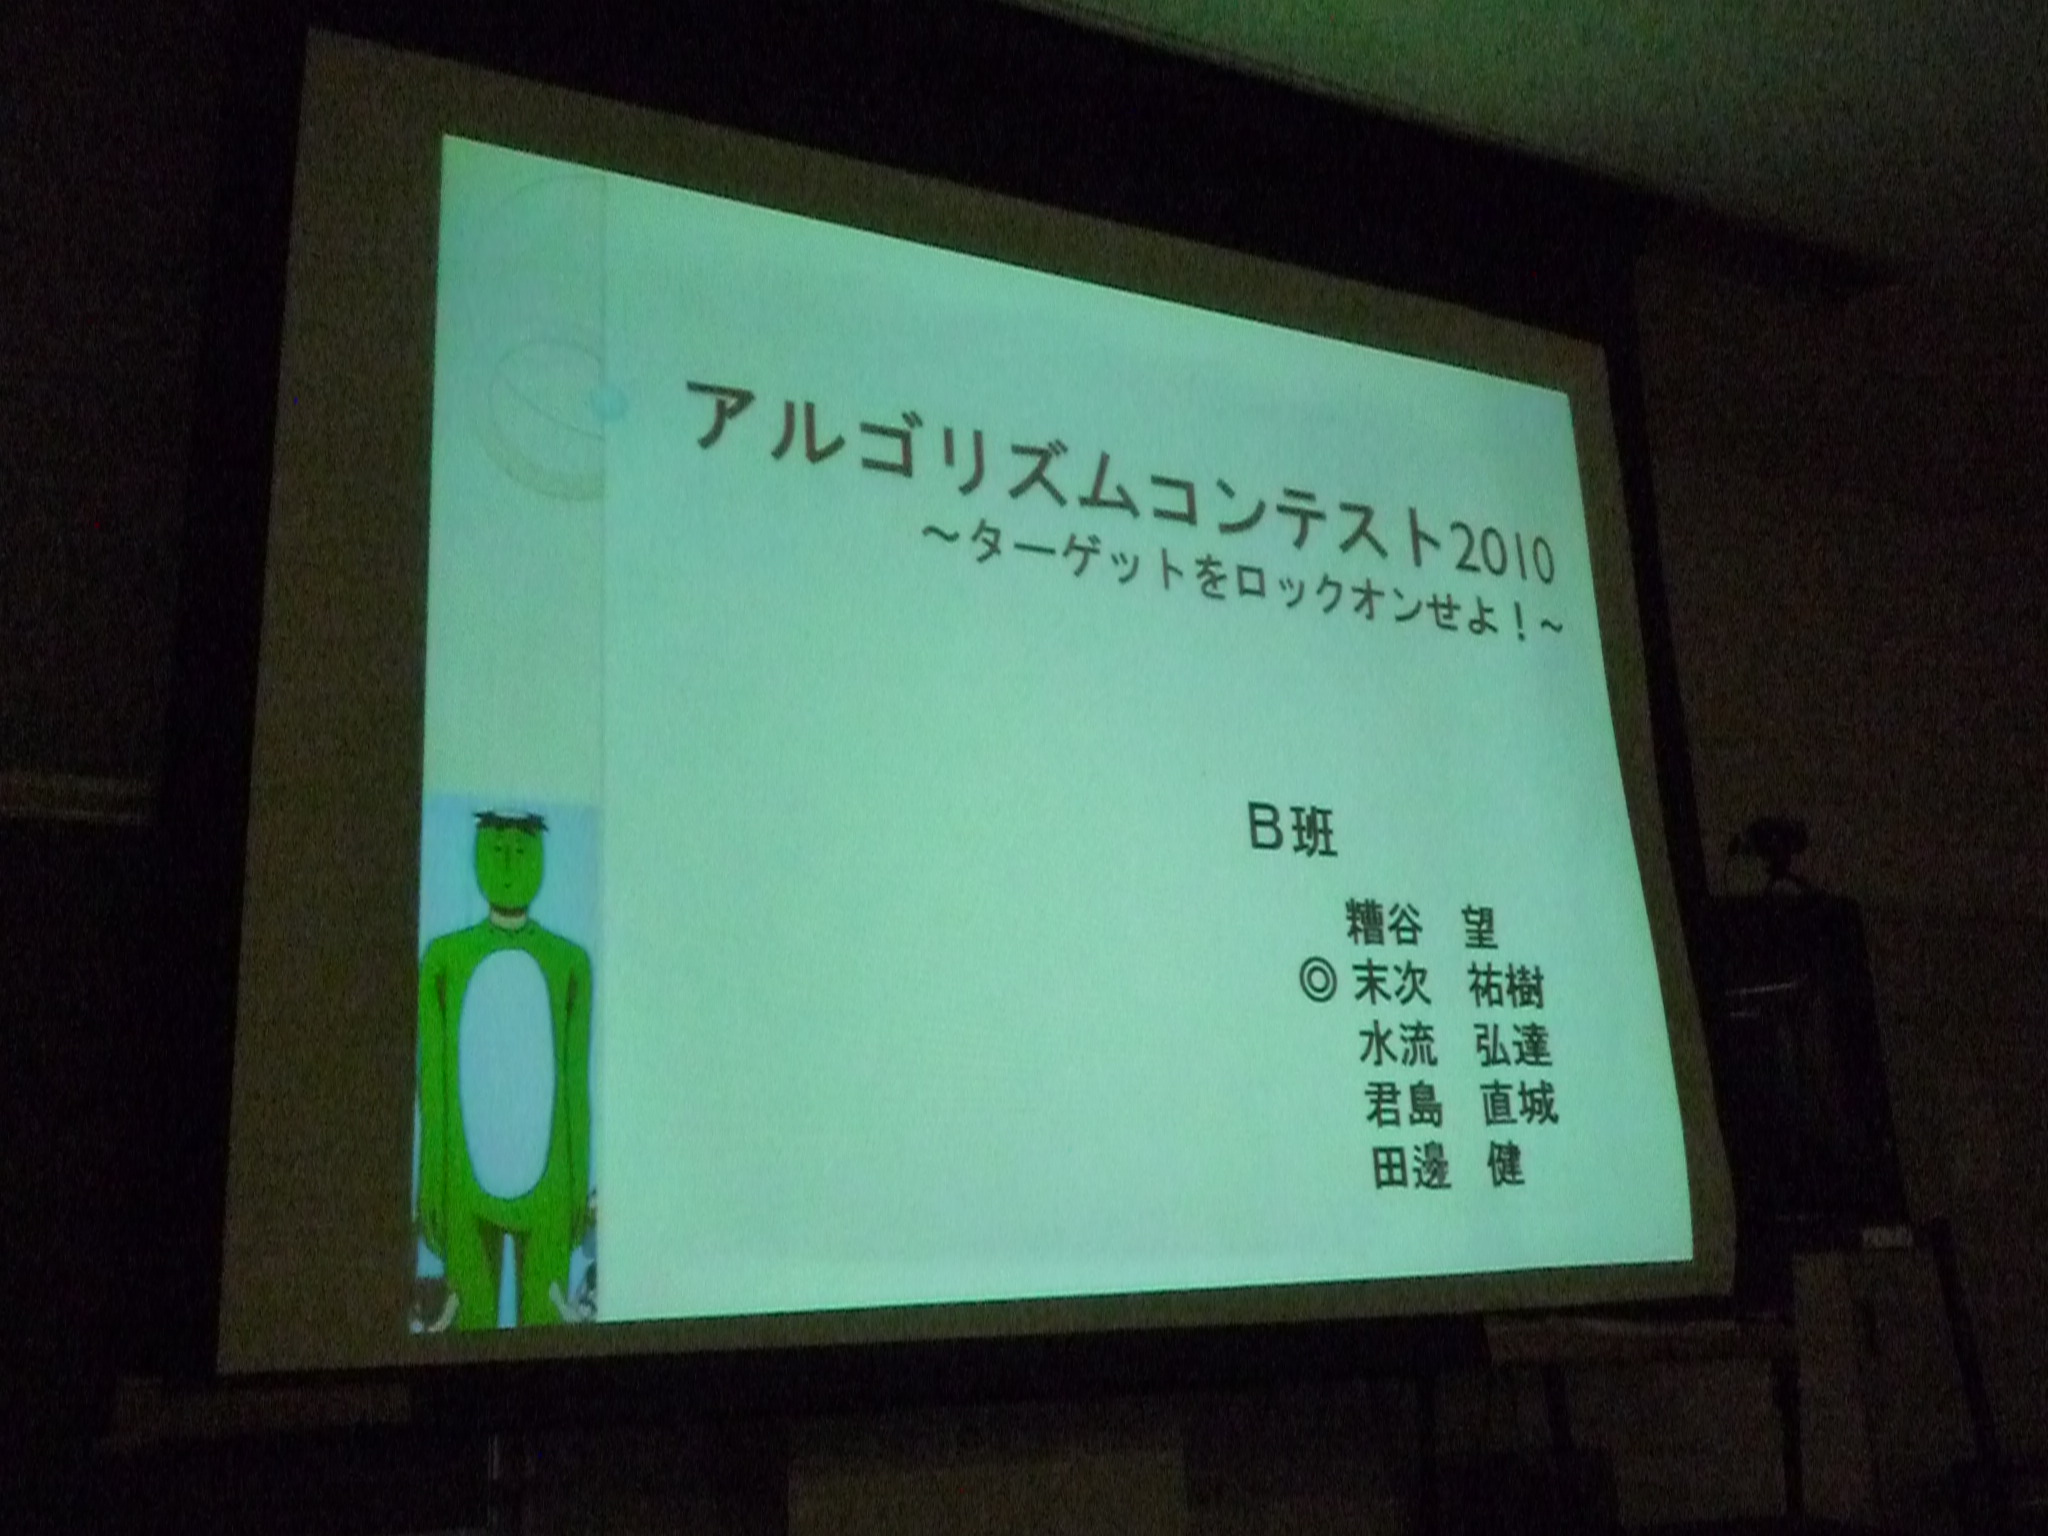 アルゴリズムコンテスト2010
～ターゲットをロックオンせよ！～
B班
糟谷　望
◎ 末次　祐樹
水流　弘達
君島　直城
田邊　健